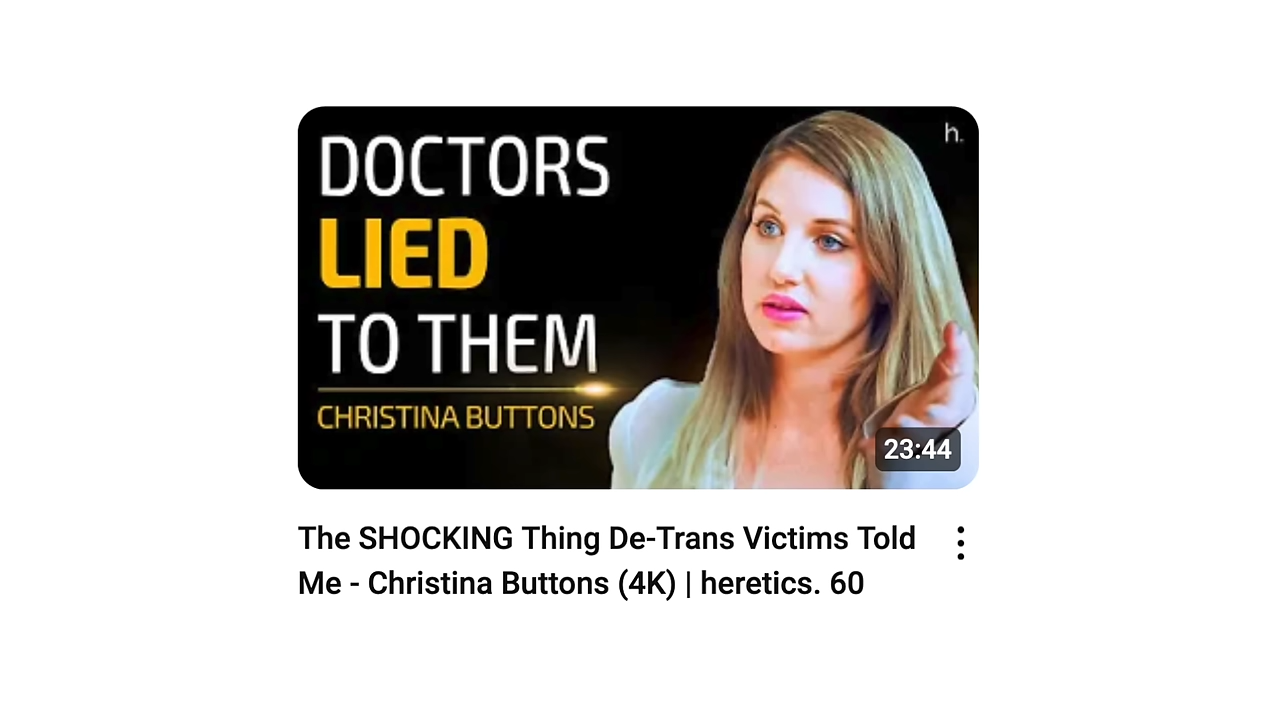 DOCTORS
LIED
TO THEM
CHRISTINA BUTTONS
h.
23:44
The SHOCKING Thing De-Trans Victims Told
Me - Christina Buttons (4K) | heretics. 60